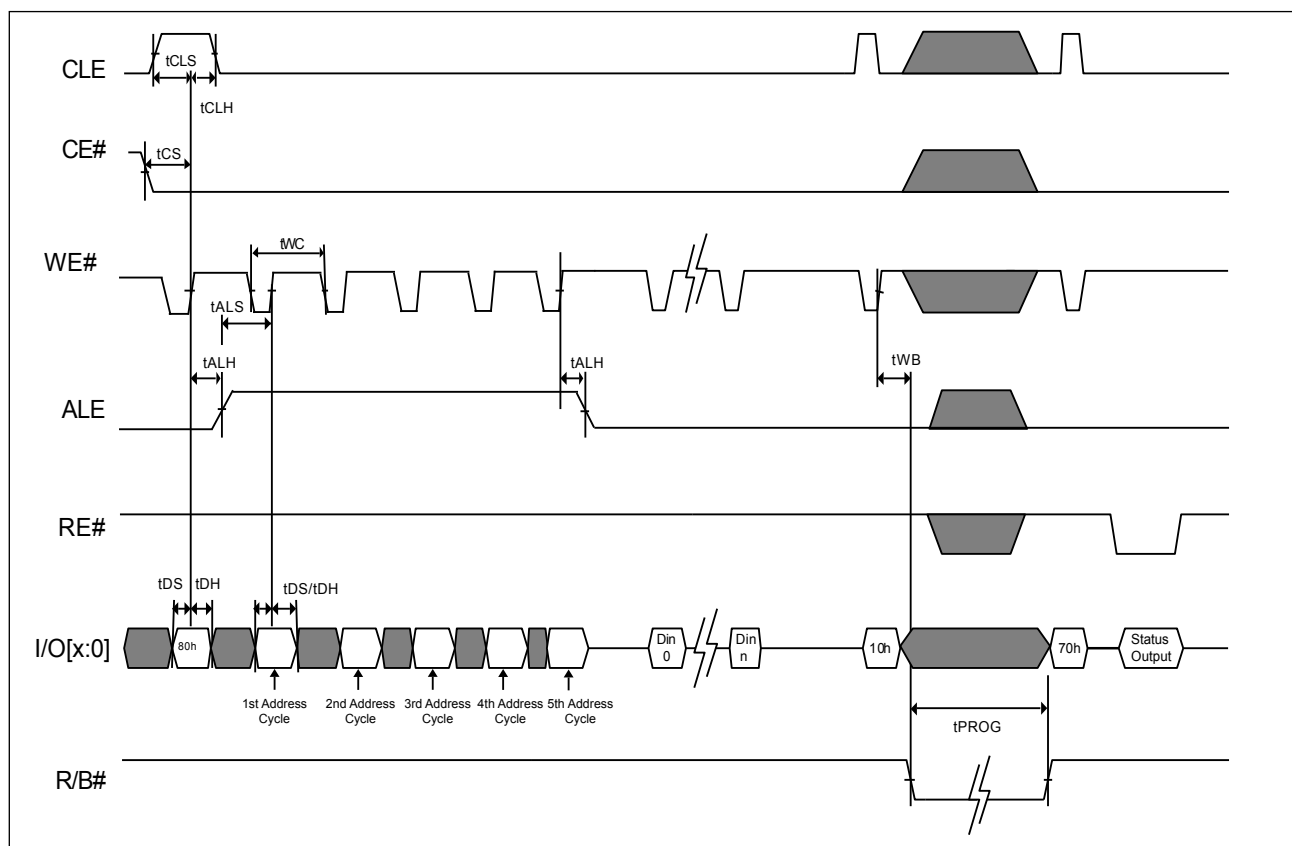 CLE
tCLS
tCLH
CE#
tCS
WE#
tWC
tALS
tALH
tALH
tWB
ALE
RE#
tDS
tDH
tDS/tDH
I/O[x:0]
80h
Din
0
Din
n
10h
70h
Status
Output
1st Address
Cycle
2nd Address
Cycle
3rd Address
Cycle
4th Address
Cycle
5th Address
Cycle
tPROG
R/B#